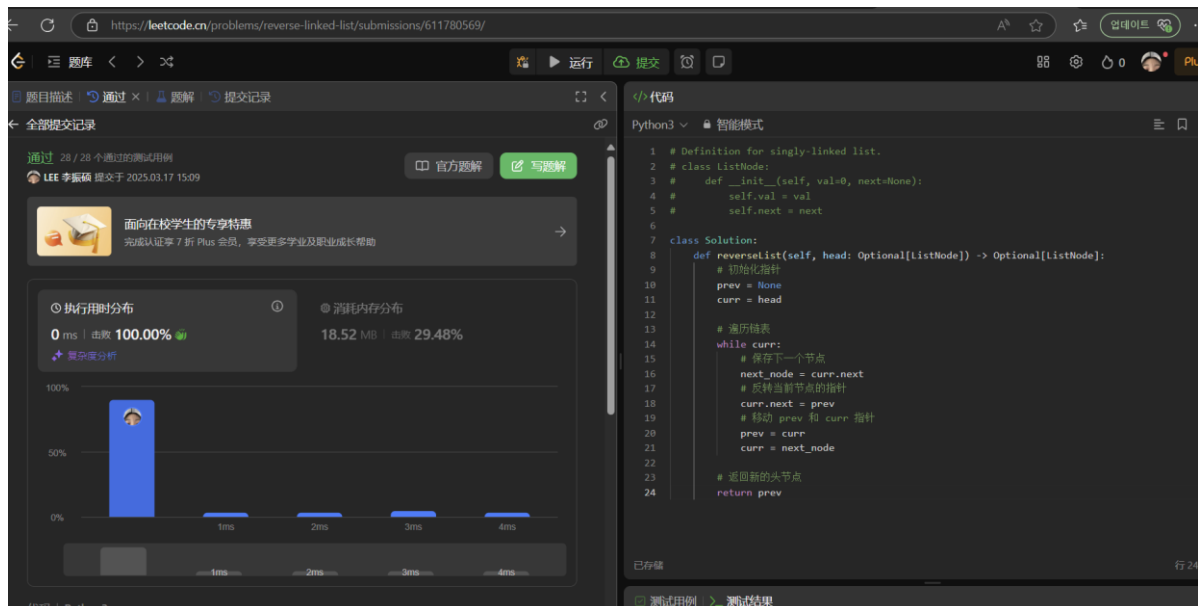 https://leetcode.cn/problems/reverse-linked-list/submissions/611780569/
업데이트
题库
运行
提交
0
Plu
题目描述
通过
题解
提交记录
全部提交记录
通过 28 / 28 个通过的测试用例
LEE 李振硕 提交于 2025.03.17 15:09
官方题解
写题解
面向在校学生的专享特惠
完成认证享 7 折 Plus 会员，享受更多学业及职业成长帮助
执行用时分布
0 ms 击败 100.00%
复杂度分析
消耗内存分布
18.52 MB 击败 29.48%
100%
50%
0%
1ms 2ms 3ms 4ms
1ms 2ms 3ms 4ms
</>代码
Python3 智能模式
1 # Definition for singly-linked list.
2 # class ListNode:
3 #     def __init__(self, val=0, next=None):
4 #         self.val = val
5 #         self.next = next
6
7 class Solution:
8     def reverseList(self, head: Optional[ListNode]) -> Optional[ListNode]:
9         # 初始化指针
10         prev = None
11         curr = head
12
13         # 遍历链表
14         while curr:
15             # 保存下一个节点
16             next_node = curr.next
17             # 反转当前节点的指针
18             curr.next = prev
19             # 移动 prev 和 curr 指针
20             prev = curr
21             curr = next_node
22
23         # 返回新的头节点
24         return prev
已存储
行 24
测试用例
测试结果